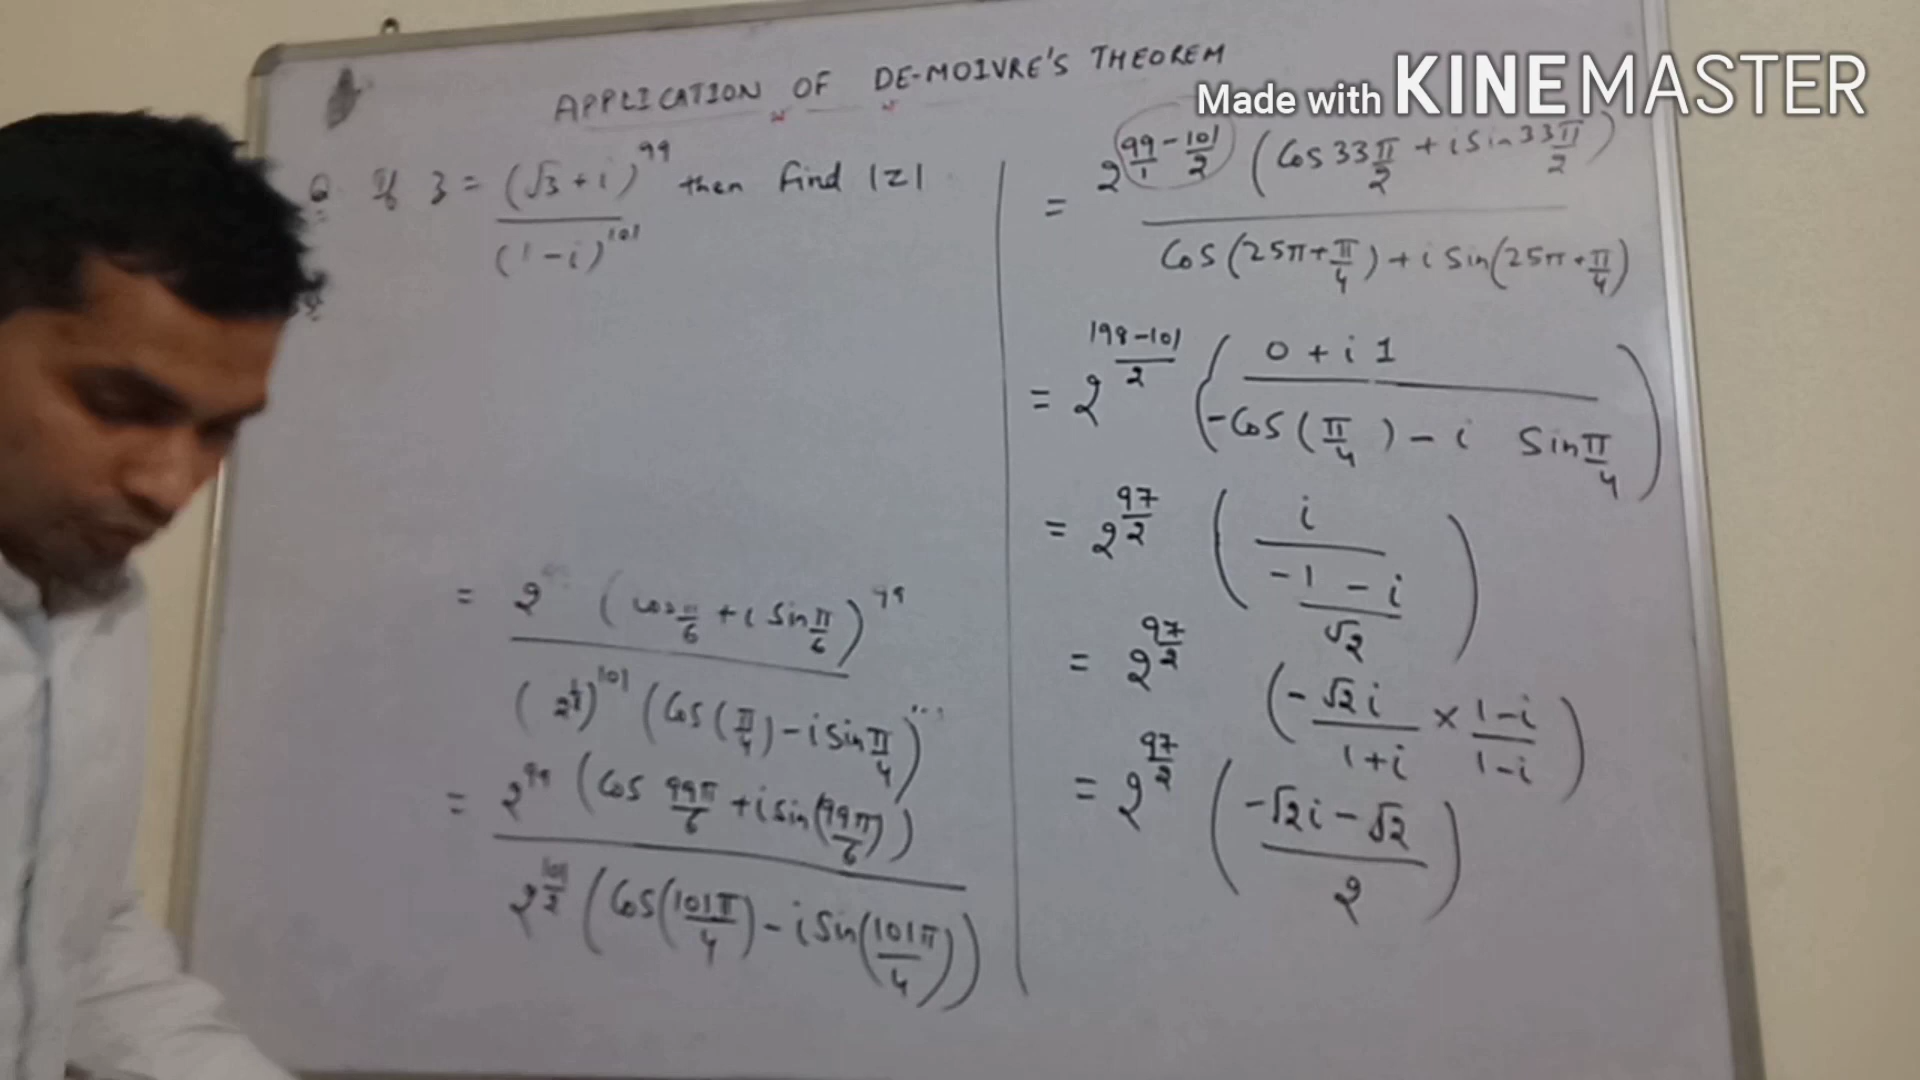 APPLICATION OF DE-MOIVRE'S THEOREM
Made with KINEMASTER
Q. If z = (√3 + i)^99 / (1 - i)^101 then find |z|
= 2 (cos π/6 + i sin π/6)^99 / (2^½)^101 (Cos (π/4) - i sin π/4)
= 2^99 (Cos 99π/6 + i sin (99π/6)) / 2^101/2 (Cos (101π/4) - i Sin (101π/4))
= 2^(99/1 - 101/2) (Cos 33π/2 + i Sin 33π/2) / Cos (25π + π/4) + i Sin (25π + π/4)
= 2^(198-101)/2 (0 + i 1 / -Cos (π/4) - i Sin π/4)
= 2^97/2 (i / -1 - i / √2)
= 2^97/2 (-√2i / 1+i × 1-i / 1-i)
= 2^97/2 (-√2i - √2 / 2)